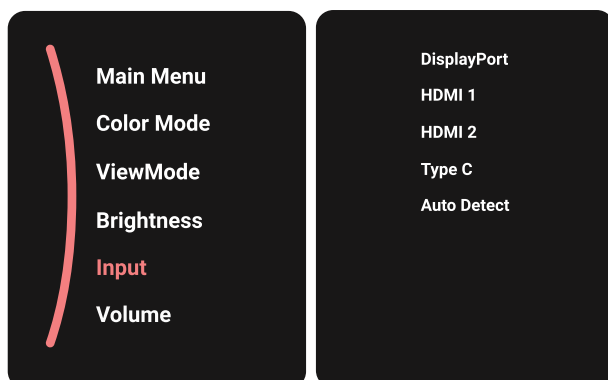 Main Menu
Color Mode
ViewMode
Brightness
Input
Volume
DisplayPort
HDMI 1
HDMI 2
Type C
Auto Detect